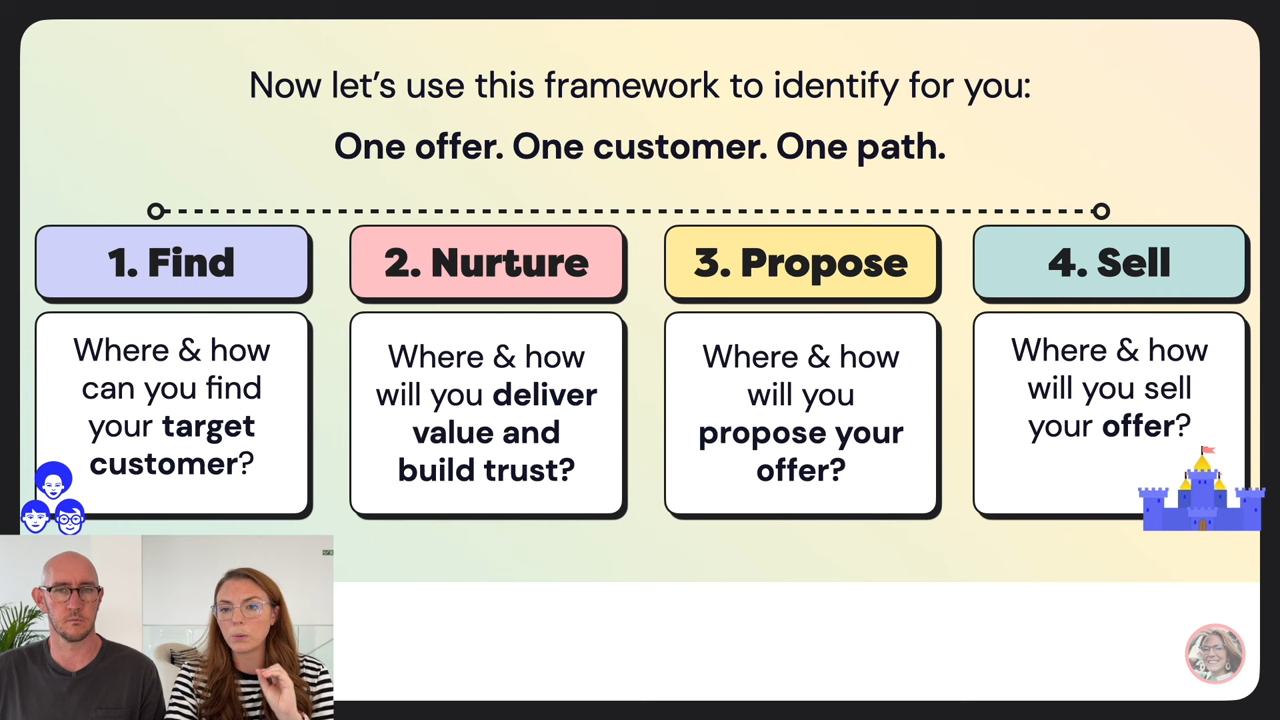 Now let’s use this framework to identify for you:
One offer. One customer. One path.
1. Find
Where & how
can you find
your target
customer?
2. Nurture
Where & how
will you deliver
value and
build trust?
3. Propose
Where & how
will you
propose your
offer?
4. Sell
Where & how
will you sell
your offer?